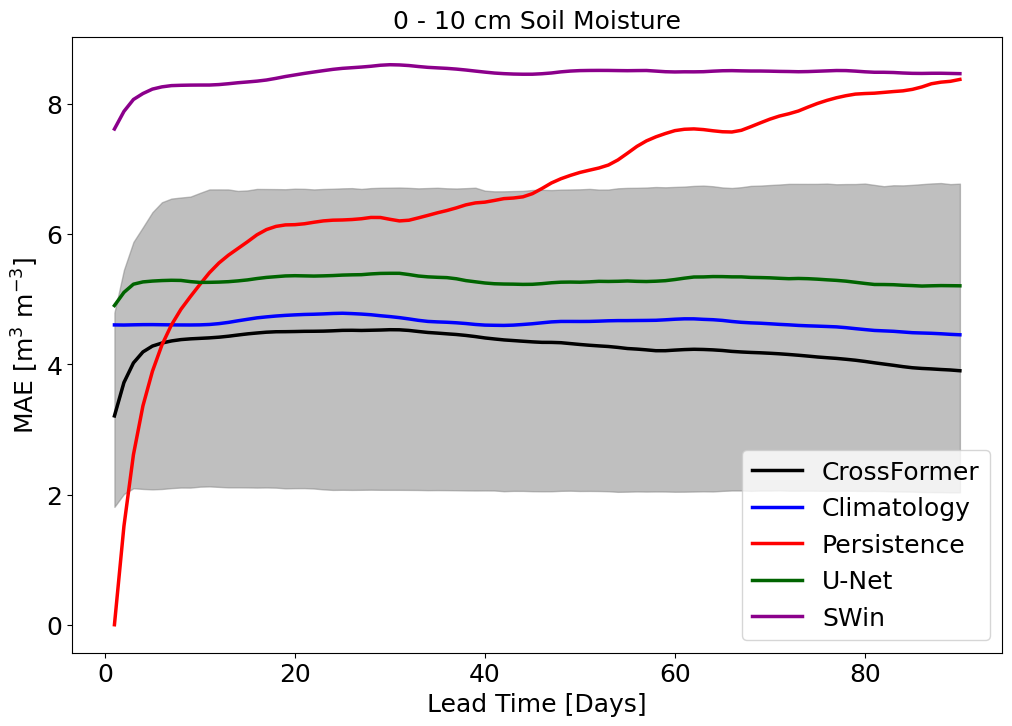 0 - 10 cm Soil Moisture
MAE [m³ m⁻³]
8
6
4
2
0
0 20 40 60 80
Lead Time [Days]
CrossFormer
Climatology
Persistence
U-Net
SWin